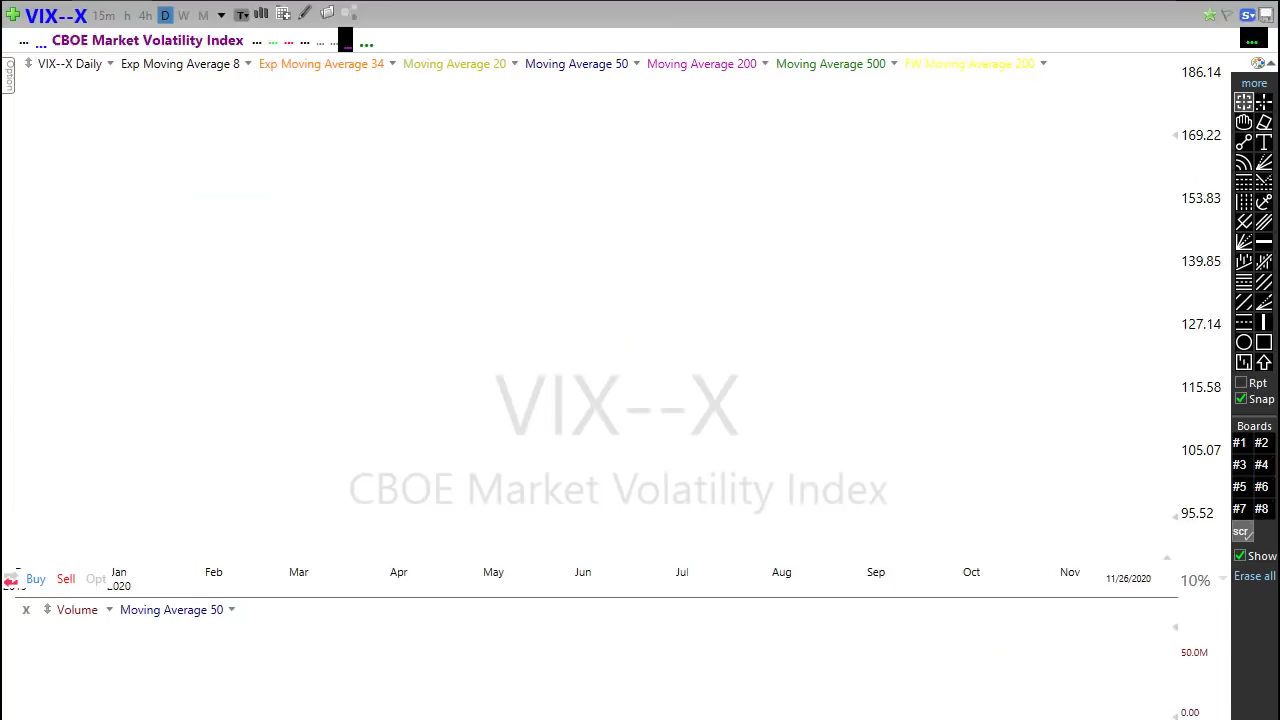 VIX--X 15m h 4h D W M T
... ... CBOE Market Volatility Index ... ... ... ... ... ... ...
Option
VIX--X Daily Exp Moving Average 8 Exp Moving Average 34 Moving Average 20 Moving Average 50 Moving Average 200 Moving Average 500 FW Moving Average 200
186.14
169.22
153.83
139.85
127.14
115.58
105.07
95.52
VIX--X
CBOE Market Volatility Index
Buy Sell Opt
Jan Feb Mar Apr May Jun Jul Aug Sep Oct Nov 11/26/2020 10%
2020
x Volume Moving Average 50
50.0M
0.00
S
...
more
T
Rpt
Snap
Boards
#1 #2
#3 #4
#5 #6
#7 #8
scr
Show
Erase all